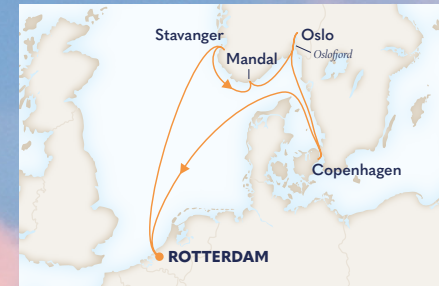 Stavanger
Oslo
Oslofjord
Mandal
Copenhagen
ROTTERDAM